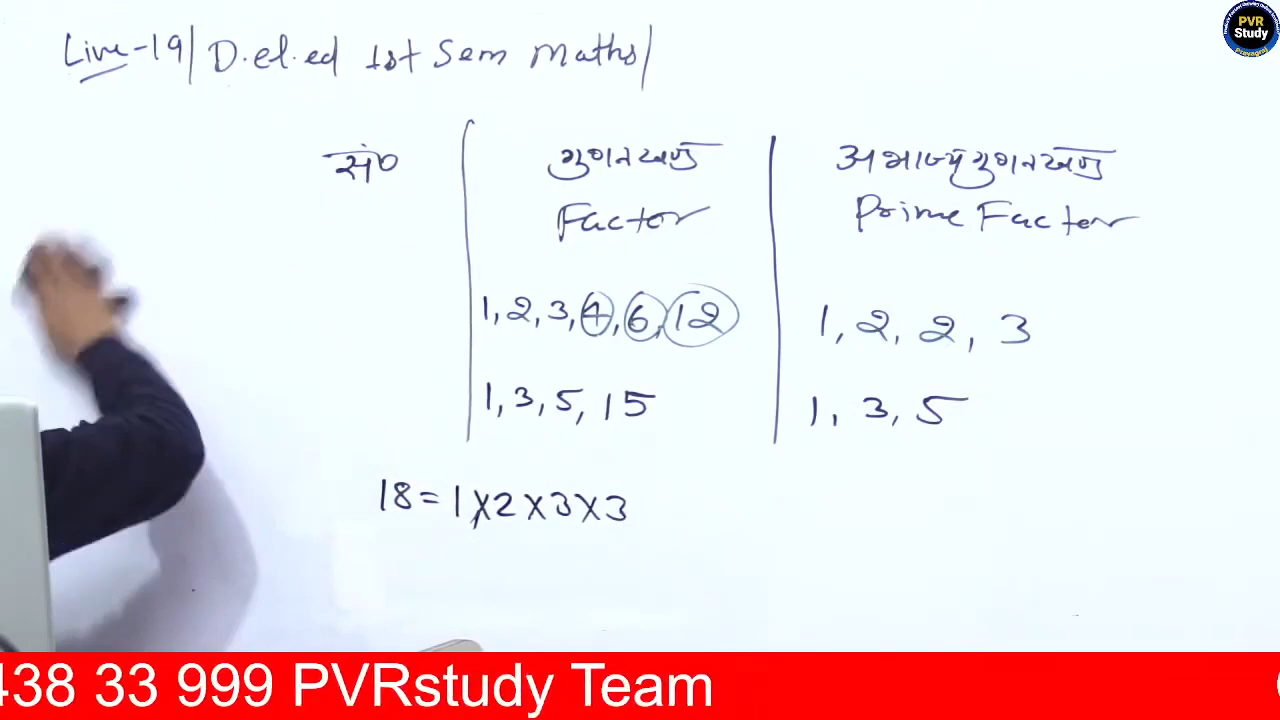 Live-19/ D.el.ed 1st Sem Maths/
PVR
Study
Prayagraj
सं० गुणनखण्ड अभाज्य गुणनखण्ड
Factor Prime Factor
1, 2, 3, 4, 6, 12 1, 2, 2, 3
1, 3, 5, 15 1, 3, 5
18 = 1×2×3×3
438 33 999 PVRstudy Team